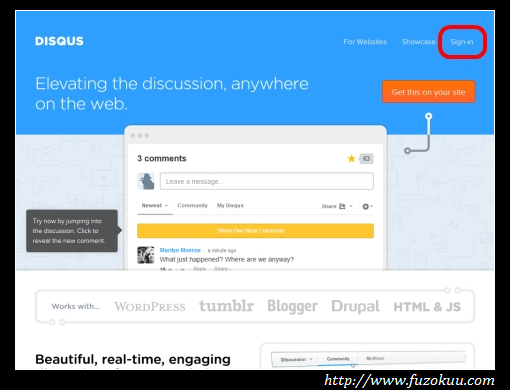 DISQUS
For Websites Showcase Sign-in
Elevating the discussion, anywhere
on the web.
Get this on your site
3 comments
63
Leave a message...
Newest Community My Disqus Share
Try now by jumping into
the discussion. Click to
reveal the new comment.
Show One New Comment
Marilyn Monroe • a minute ago
What just happened? Where are we anyway?
Reply Share ›
Works with... WORDPRESS tumblr. Blogger Drupal HTML & JS
Beautiful, real-time, engaging
Discussion Community My Disqus
http://www.fuzokuu.com